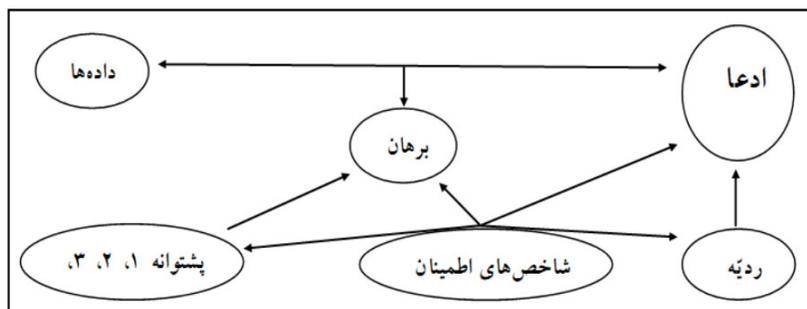 ادعا
داده‌ها
برهان
ردیّه
شاخص‌های اطمینان
پشتوانه ۱، ۲، ۳،